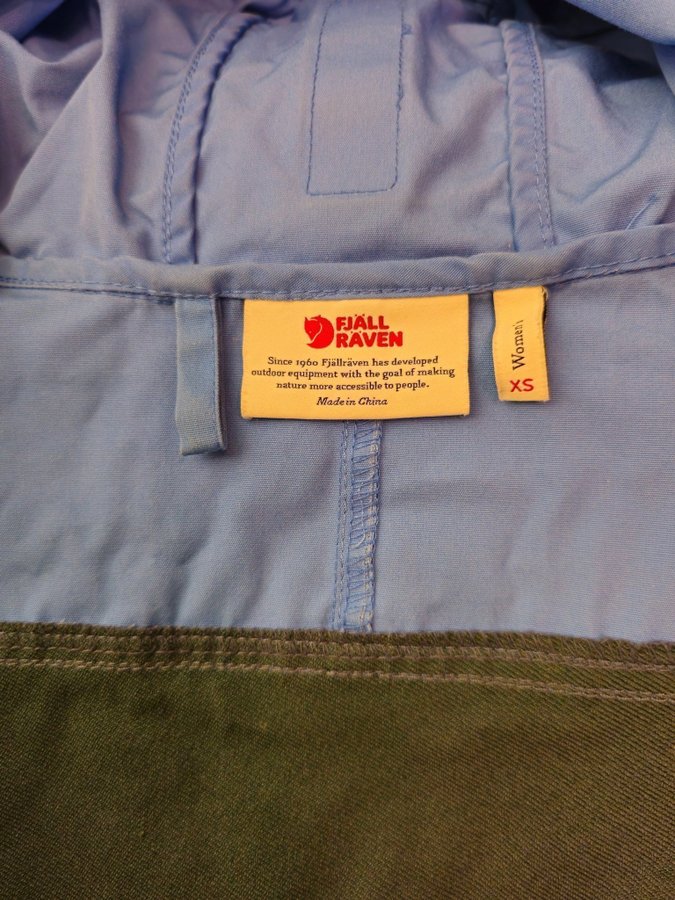 FJÄLL
RÄVEN
Since 1960 Fjällräven has developed
outdoor equipment with the goal of making
nature more accessible to people.
Made in China
Women's
XS